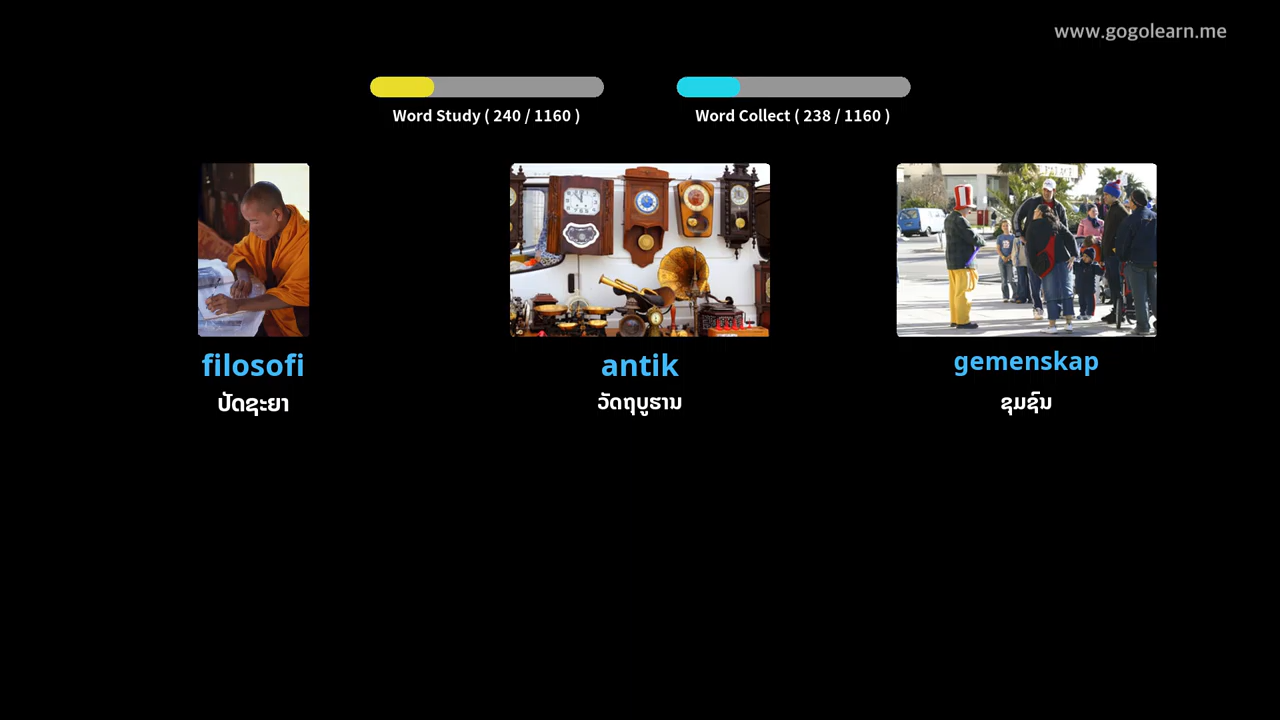 www.gogolearn.me
Word Study ( 240 / 1160 )
Word Collect ( 238 / 1160 )
filosofi
ປັດຊະຍາ
antik
ວັດຖຸບູຮານ
gemenskap
ຊຸມຊົນ